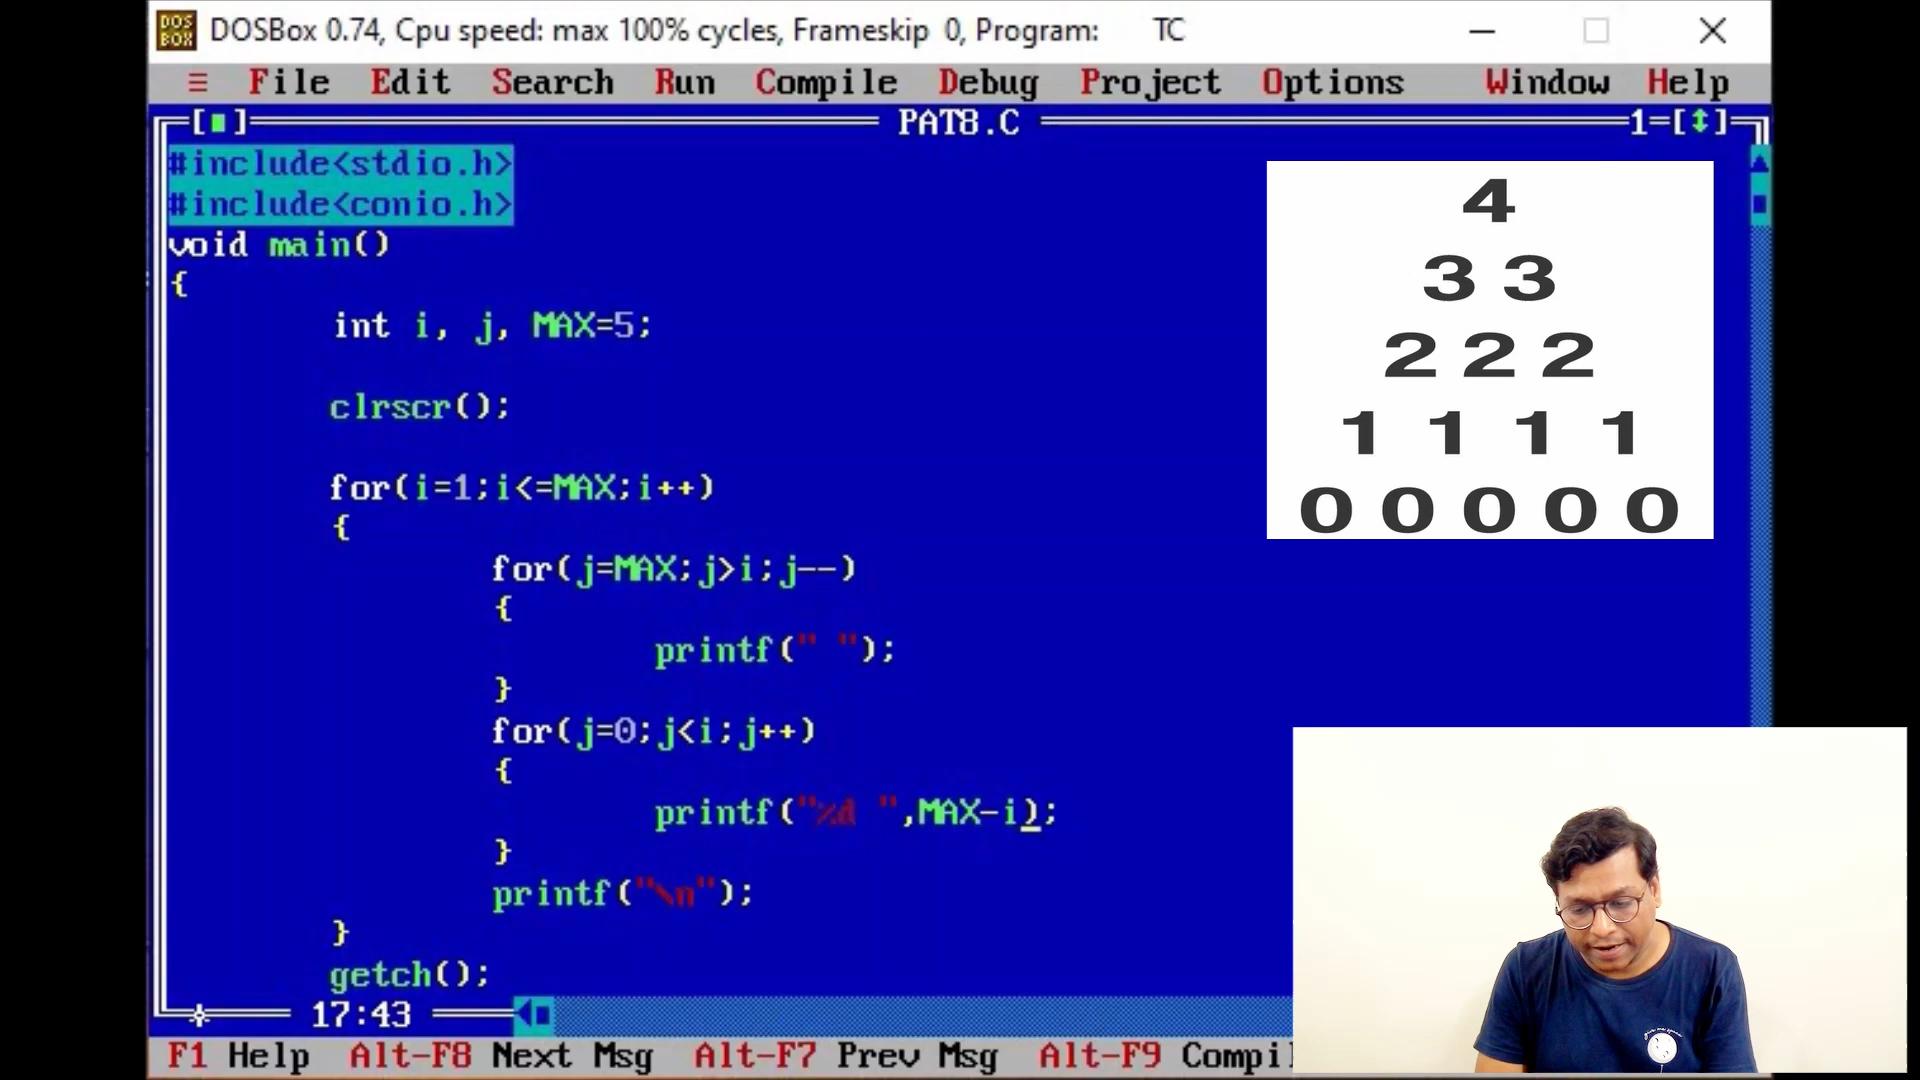 DOSBox 0.74, Cpu speed: max 100% cycles, Frameskip 0, Program: TC
File Edit Search Run Compile Debug Project Options Window Help
PAT8.C
1
#include<stdio.h>
#include<conio.h>
void main()
{
int i, j, MAX=5;
clrscr();
for(i=1;i<=MAX;i++)
{
for(j=MAX;j>i;j--)
{
printf(" ");
}
for(j=0;j<i;j++)
{
printf("%d ",MAX-i);
}
printf("\n");
}
getch();
17:43
F1 Help Alt-F8 Next Msg Alt-F7 Prev Msg Alt-F9 Compil
4
3 3
2 2 2
1 1 1 1
0 0 0 0 0